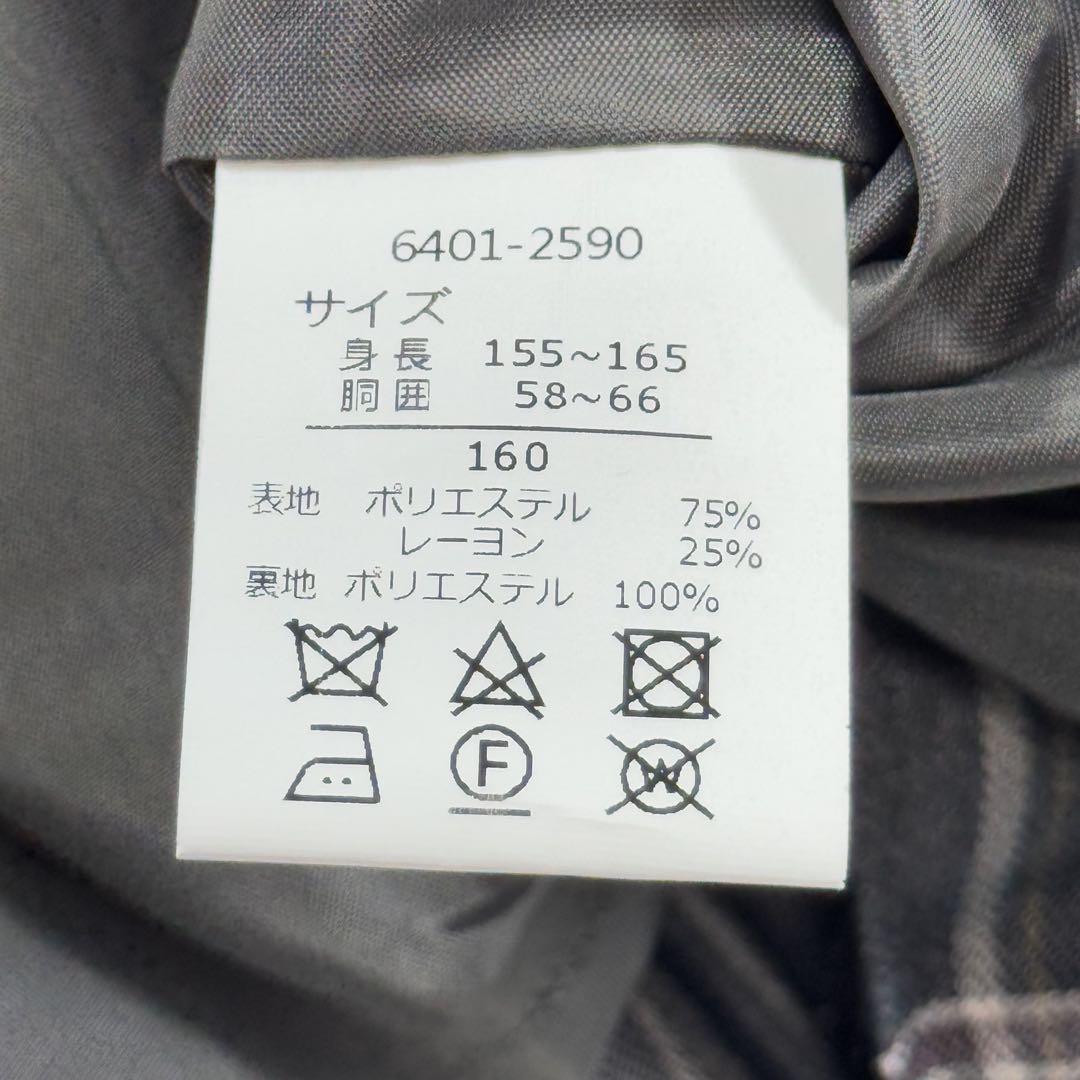 6401-2590
サイズ
身長 155~165
胴囲 58~66
160
表地 ポリエステル 75%
レーヨン 25%
裏地 ポリエステル 100%
F
W